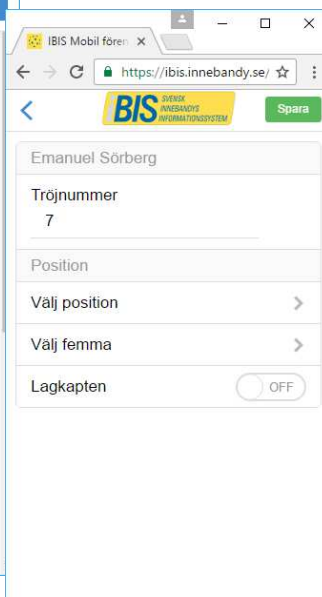 IBIS Mobil fören
https://ibis.innebandy.se/
IBIS SVENSK INNEBANDYS INFORMATIONSSYSTEM
Spara
Emanuel Sörberg
Tröjnummer
7
Position
Välj position
Välj femma
Lagkapten
OFF